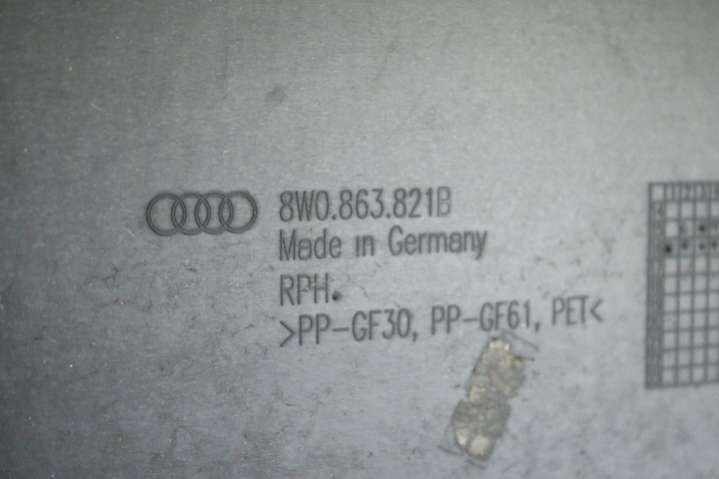 8W0.863.821B
Made in Germany
RPH.
>PP-GF30, PP-GF61, PET<